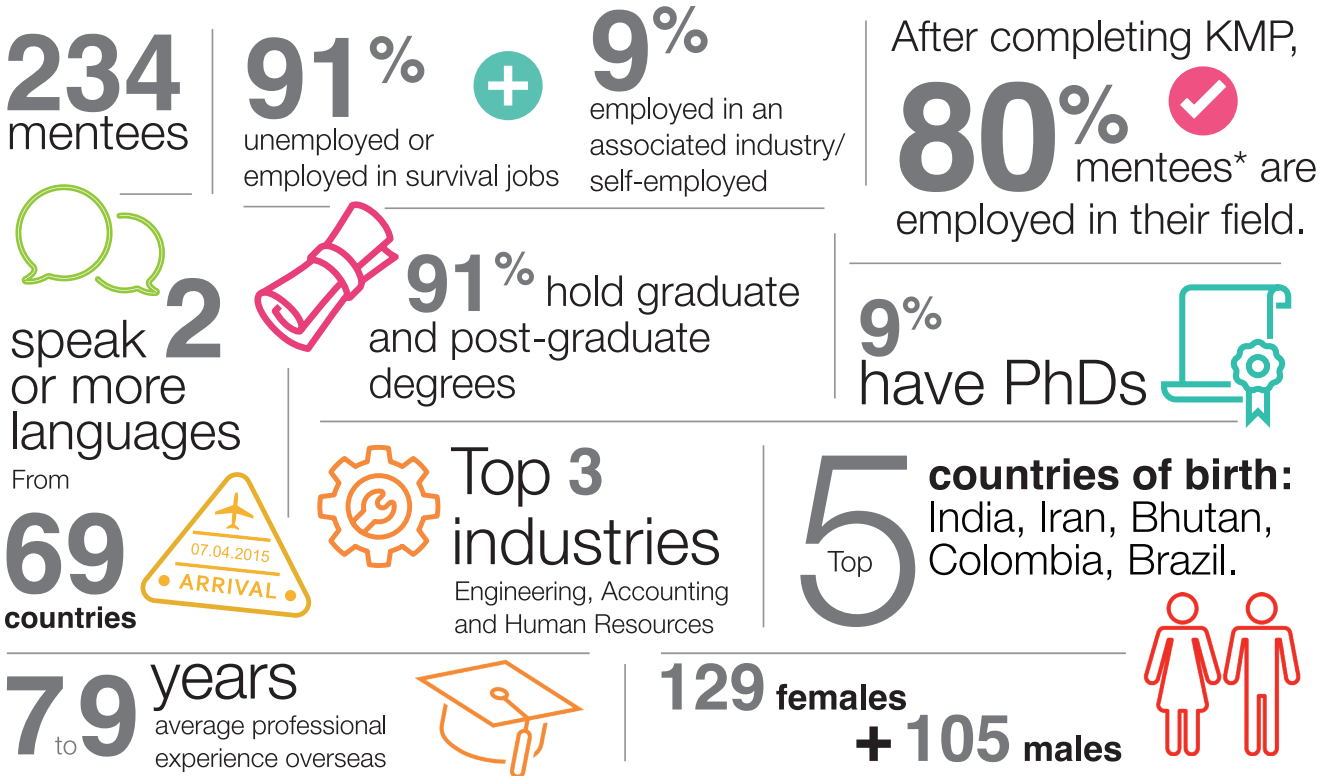 234
mentees
91%
unemployed or
employed in survival jobs
+
9%
employed in an
associated industry/
self-employed
After completing KMP,
80%
mentees* are
employed in their field.
speak 2
or more
languages
From
69
countries
07.04.2015
ARRIVAL
91% hold graduate
and post-graduate
degrees
9%
have PhDs
Top 3
industries
Engineering, Accounting
and Human Resources
Top 5
countries of birth:
India, Iran, Bhutan,
Colombia, Brazil.
7 to 9 years
average professional
experience overseas
129 females
+ 105 males